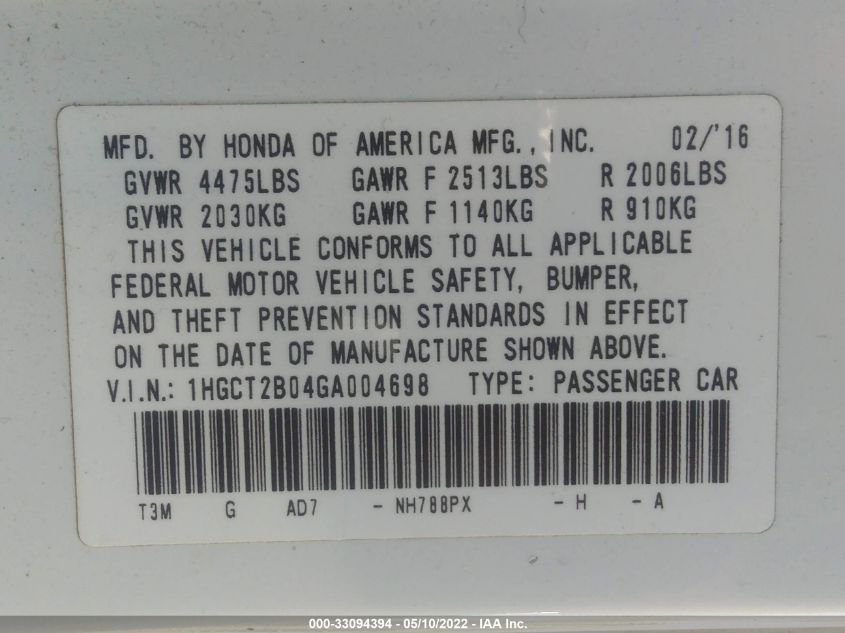 MFD. BY HONDA OF AMERICA MFG., INC. 02/'16
GVWR 4475LBS GAWR F 2513LBS R 2006LBS
GVWR 2030KG GAWR F 1140KG R 910KG
THIS VEHICLE CONFORMS TO ALL APPLICABLE
FEDERAL MOTOR VEHICLE SAFETY, BUMPER,
AND THEFT PREVENTION STANDARDS IN EFFECT
ON THE DATE OF MANUFACTURE SHOWN ABOVE.
V.I.N.: 1HGCT2B04GA004698 TYPE: PASSENGER CAR
T3M G AD7 - NH788PX - H - A
000-33094394 - 05/10/2022 - IAA Inc.